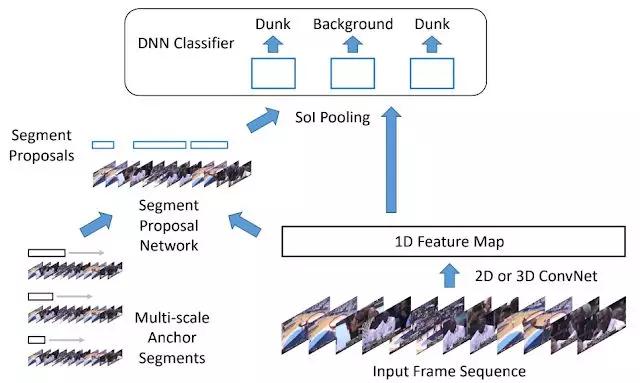 DNN Classifier
Dunk
Background
Dunk
SoI Pooling
Segment
Proposals
Segment
Proposal
Network
1D Feature Map
2D or 3D ConvNet
Multi-scale
Anchor
Segments
Input Frame Sequence